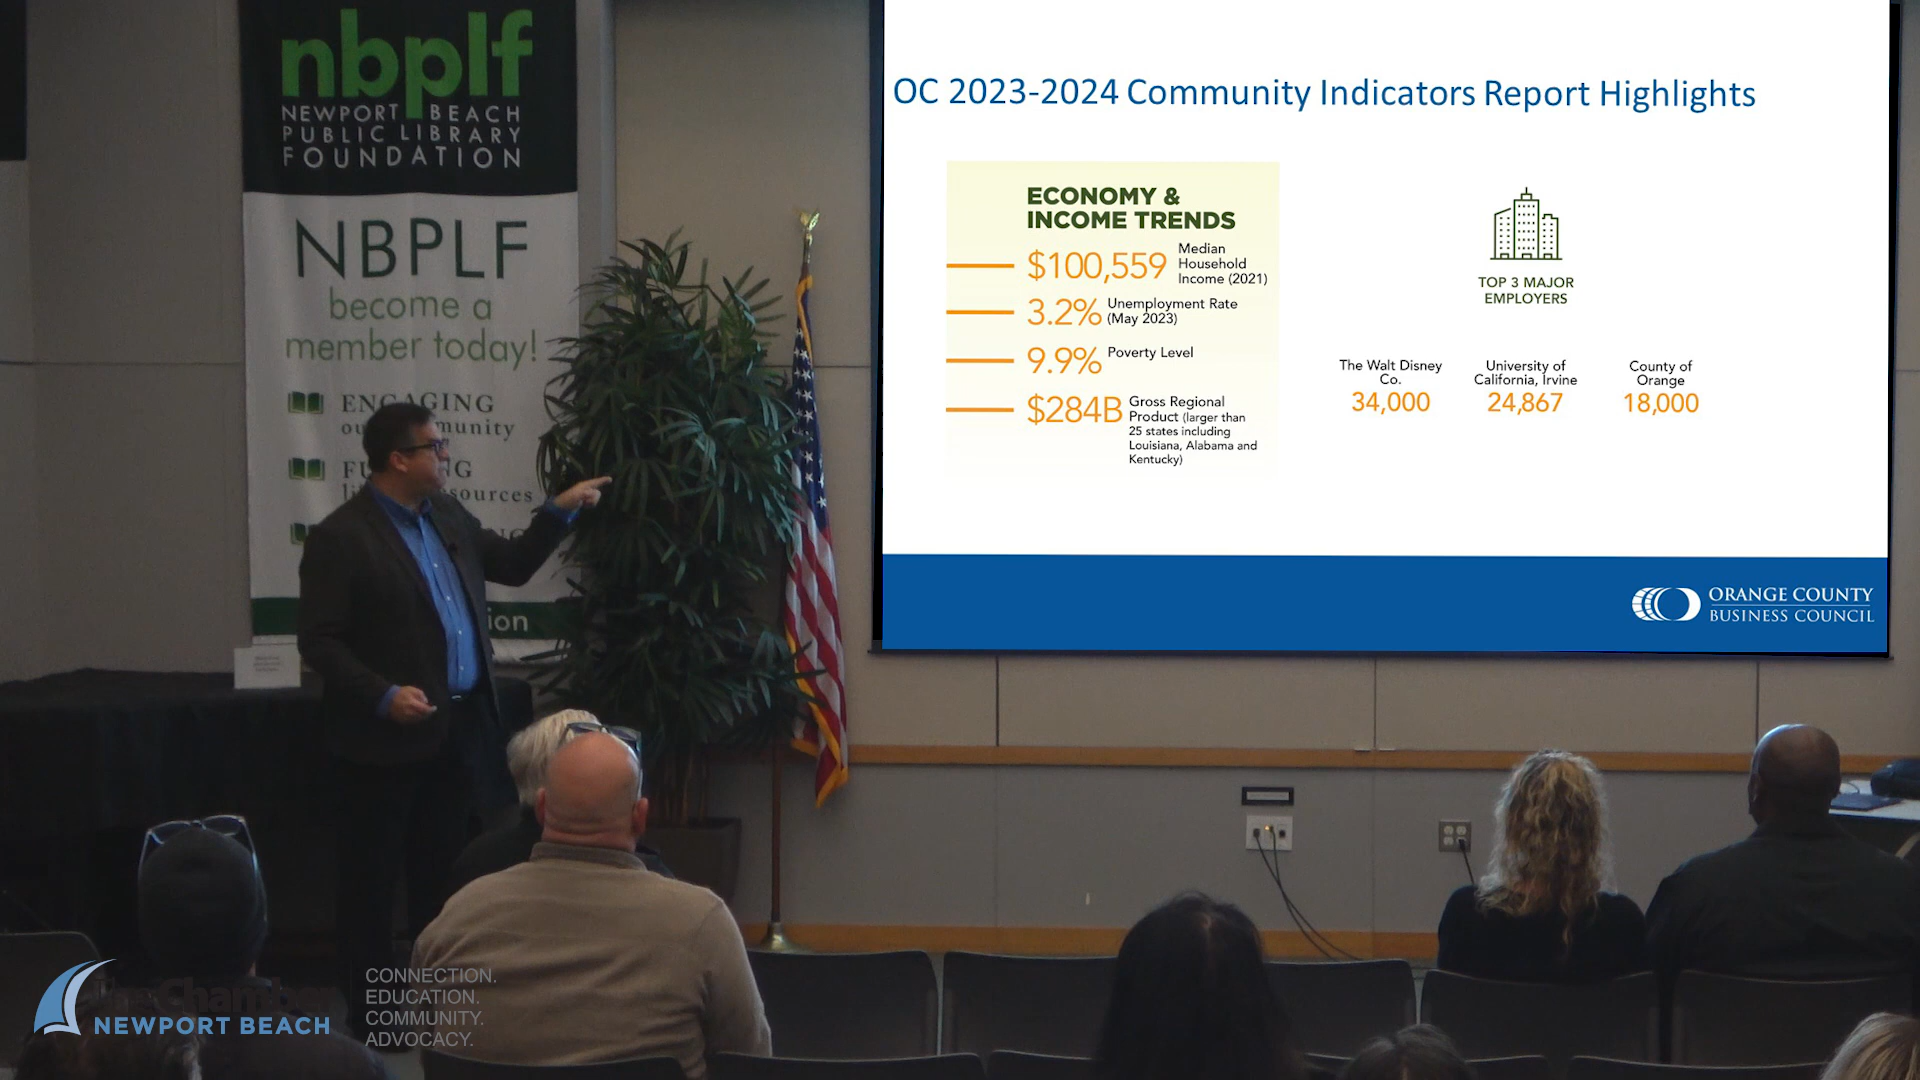 nbplf
NEWPORT BEACH
PUBLIC LIBRARY
FOUNDATION
NBPLF
become a
member today!
ENGAGING
community
resources
OC 2023-2024 Community Indicators Report Highlights
ECONOMY &
INCOME TRENDS
$100,559 Median
Household
Income (2021)
3.2% Unemployment Rate
(May 2023)
9.9% Poverty Level
$284B Gross Regional
Product (larger than
25 states including
Louisiana, Alabama and
Kentucky)
TOP 3 MAJOR
EMPLOYERS
The Walt Disney
Co.
34,000
University of
California, Irvine
24,867
County of
Orange
18,000
ORANGE COUNTY
BUSINESS COUNCIL
The Chamber
NEWPORT BEACH
CONNECTION.
EDUCATION.
COMMUNITY.
ADVOCACY.